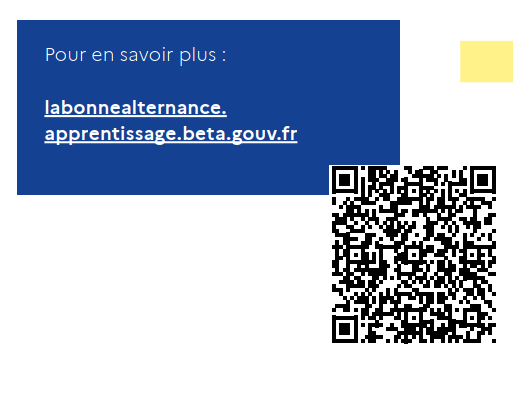 Pour en savoir plus :
labonnealternance.
apprentissage.beta.gouv.fr